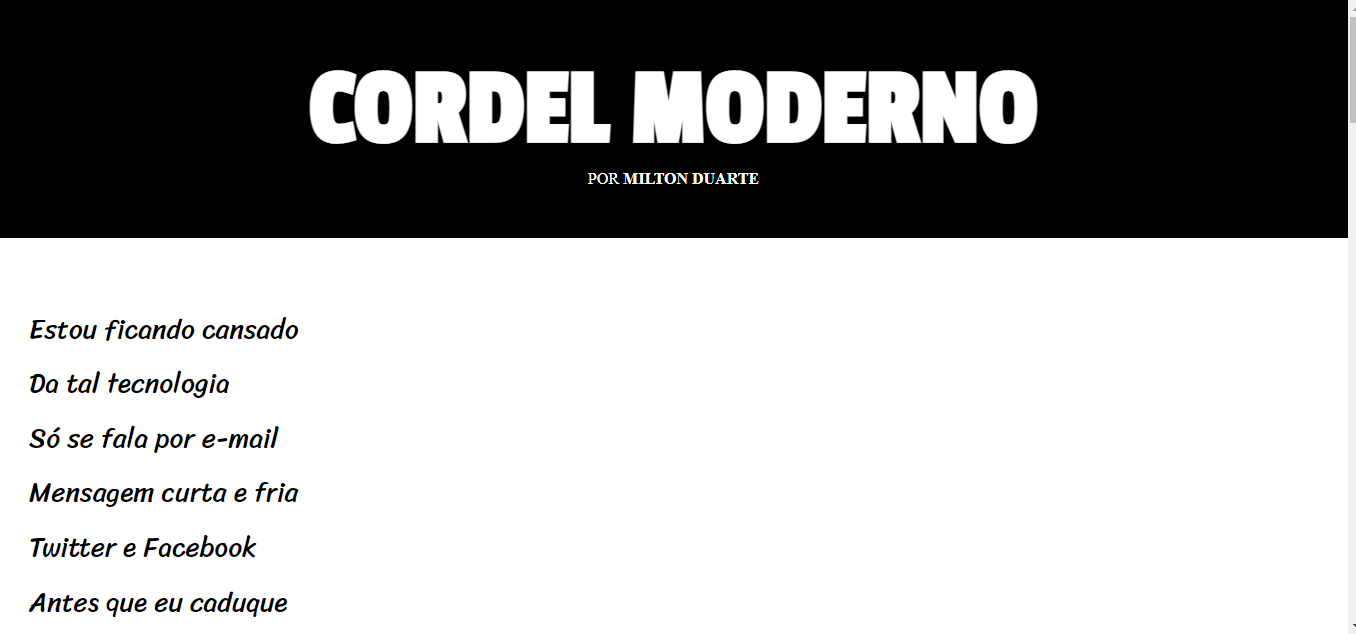 CORDEL MODERNO
POR MILTON DUARTE
Estou ficando cansado
Da tal tecnologia
Só se fala por e-mail
Mensagem curta e fria
Twitter e Facebook
Antes que eu caduque